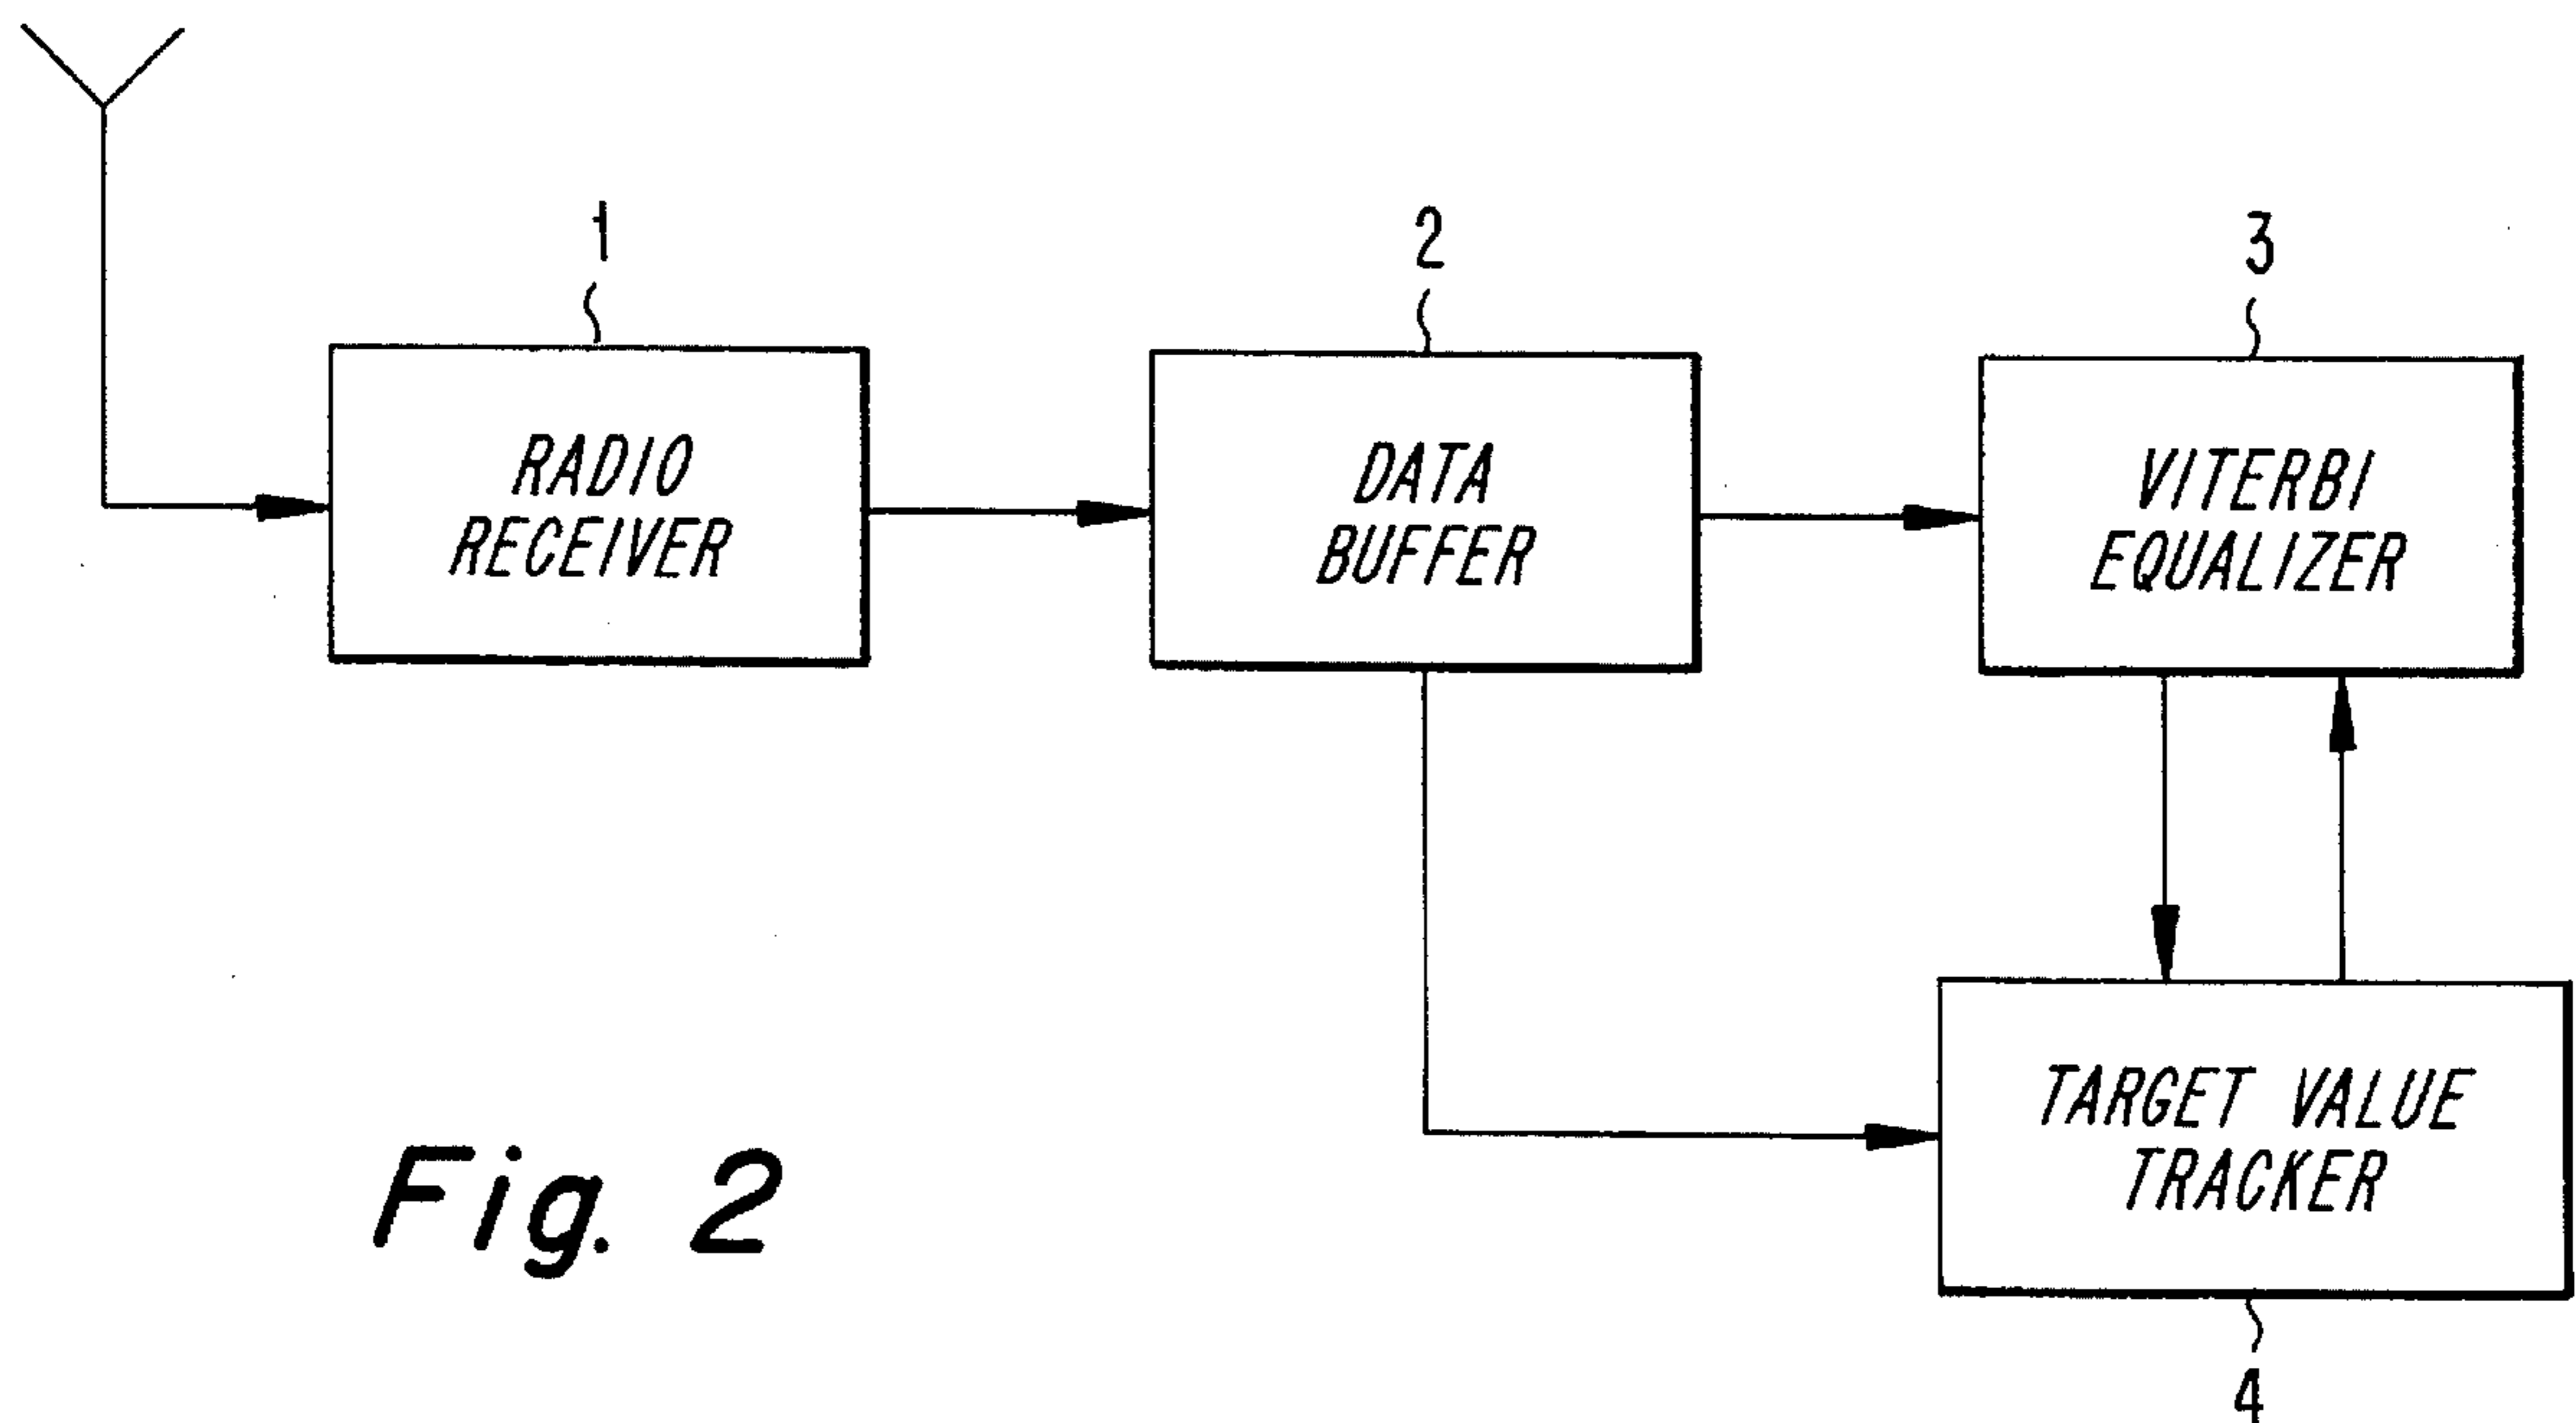 1
2
3
RADIO
RECEIVER
DATA
BUFFER
VITERBI
EQUALIZER
TARGET VALUE
TRACKER
4
Fig. 2